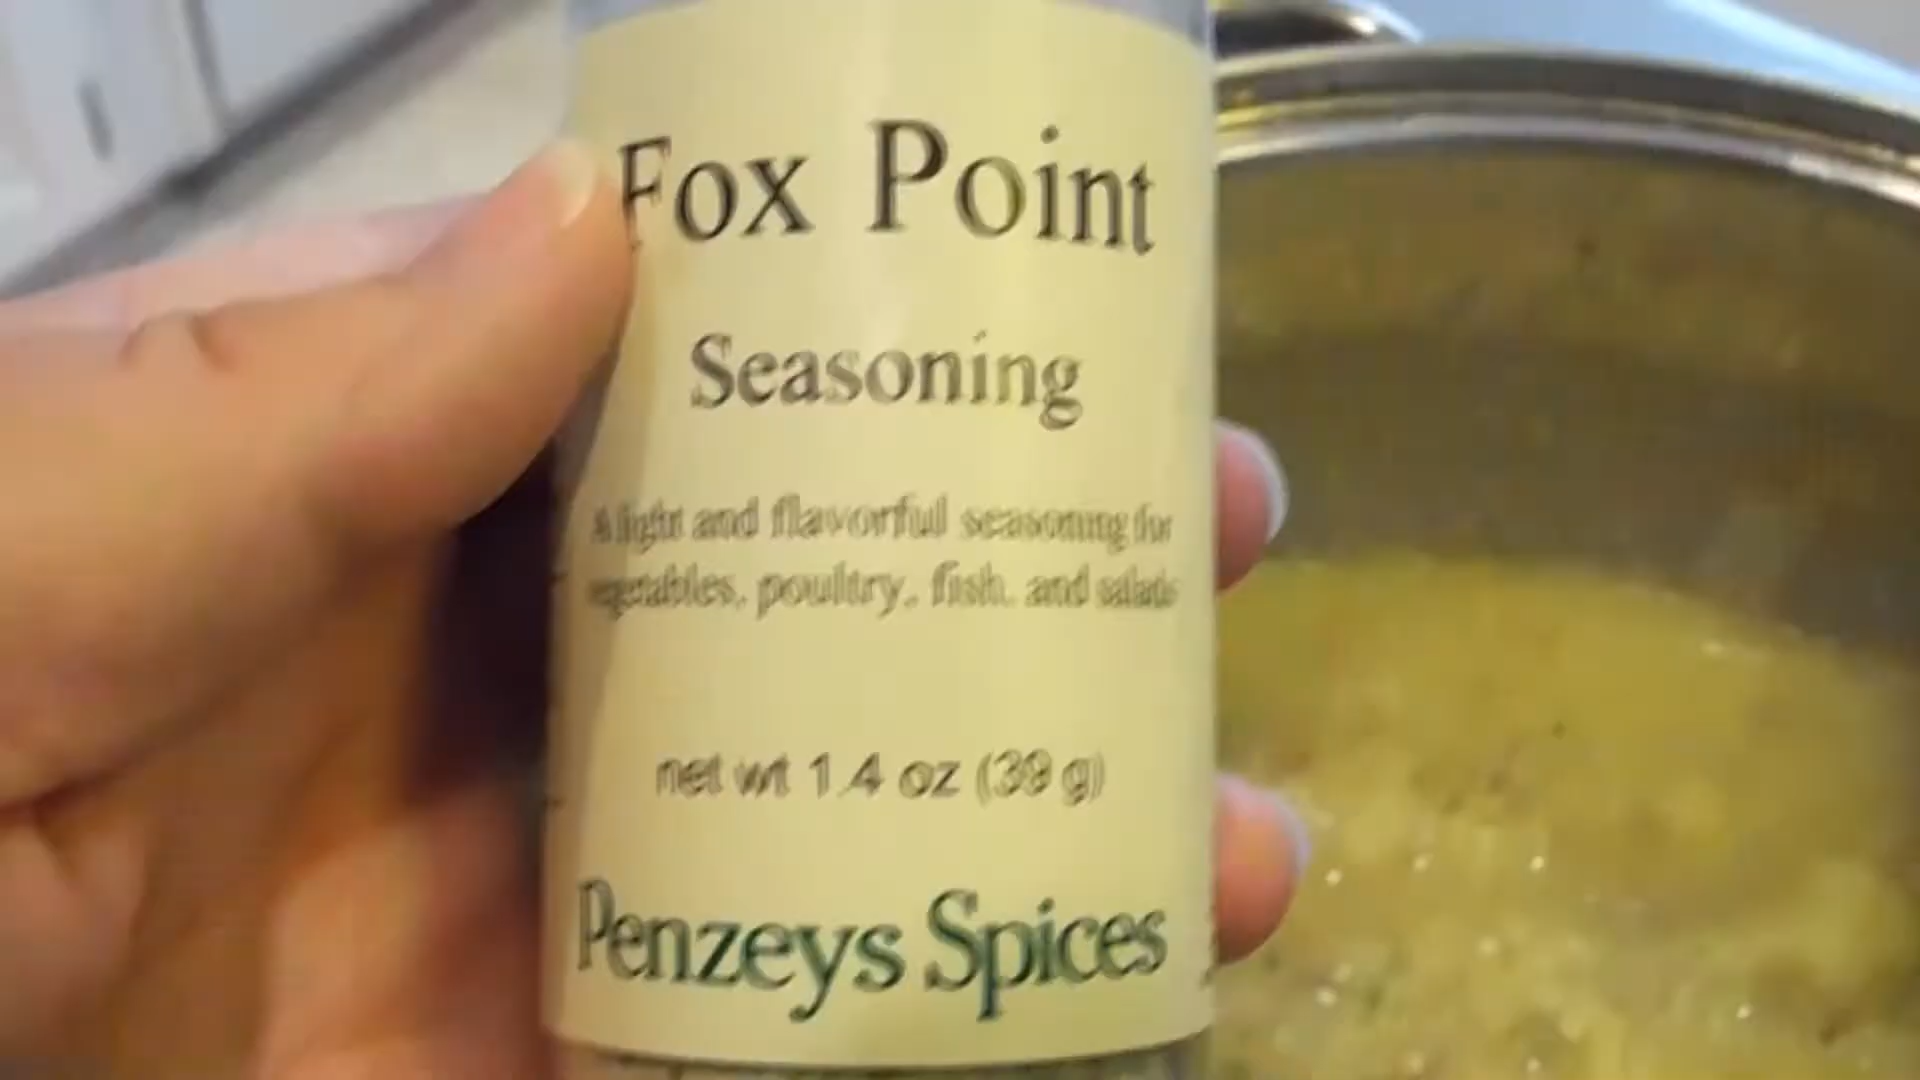 Fox Point
Seasoning
A light and flavorful seasoning for
vegetables, poultry, fish, and salads
net wt 1.4 oz (39 g)
Penzeys Spices